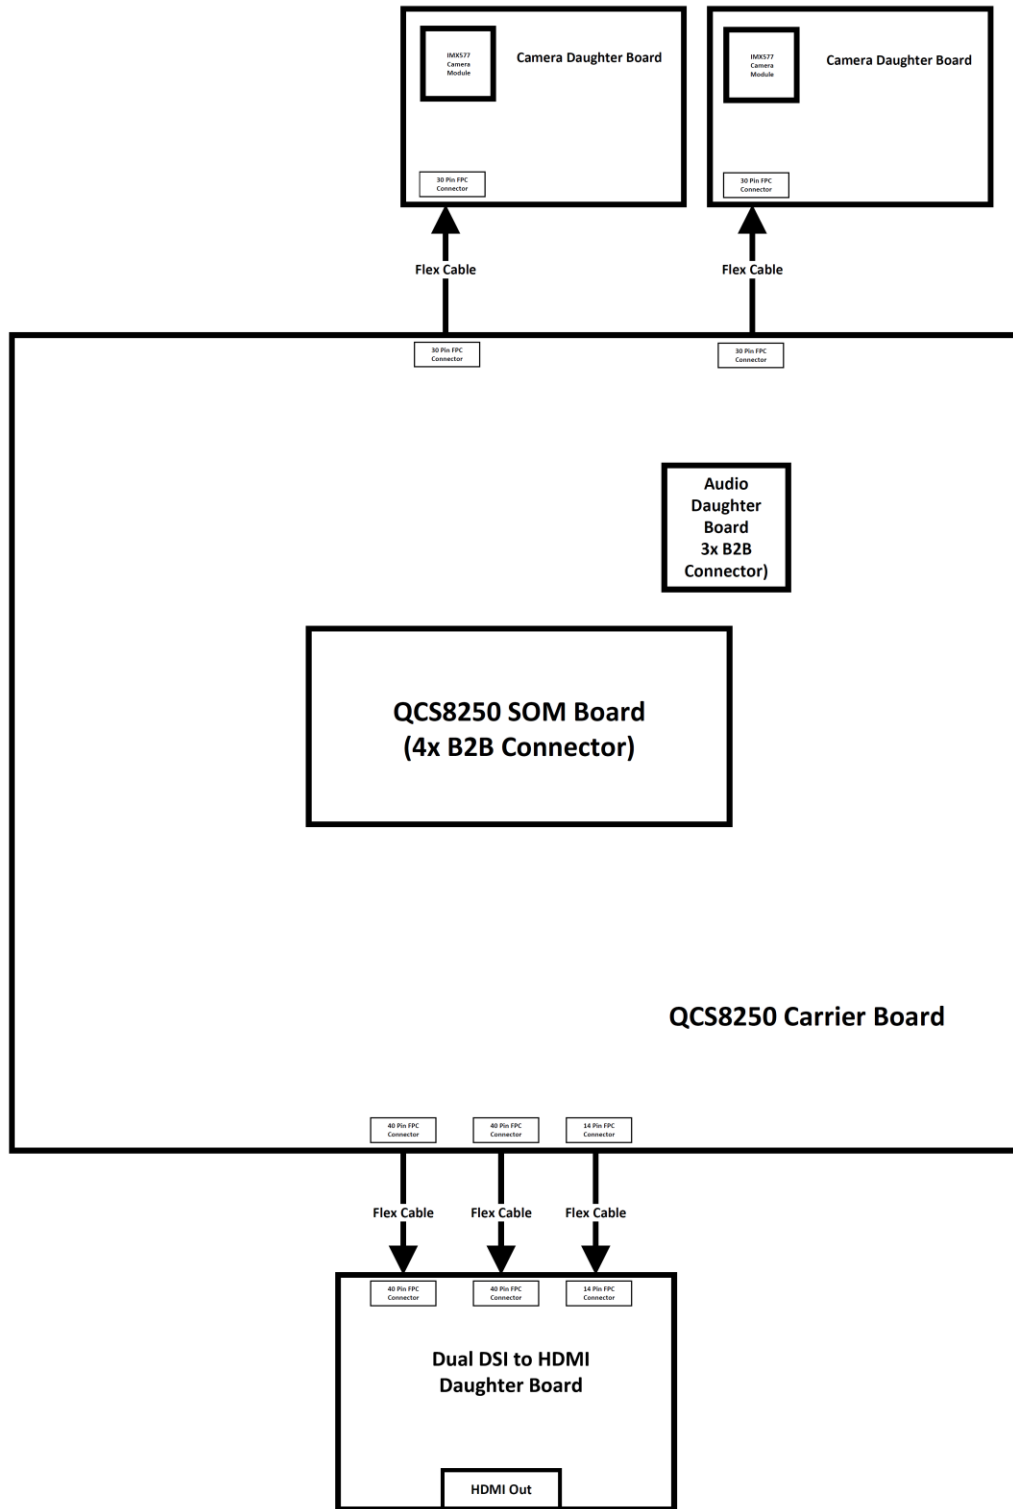 IMX577
Camera
Module
Camera Daughter Board
30 Pin FPC
Connector
IMX577
Camera
Module
Camera Daughter Board
30 Pin FPC
Connector
Flex Cable
Flex Cable
30 Pin FPC
Connector
30 Pin FPC
Connector
Audio
Daughter
Board
3x B2B
Connector)
QCS8250 SOM Board
(4x B2B Connector)
QCS8250 Carrier Board
40 Pin FPC
Connector
40 Pin FPC
Connector
14 Pin FPC
Connector
Flex Cable
Flex Cable
Flex Cable
40 Pin FPC
Connector
40 Pin FPC
Connector
14 Pin FPC
Connector
Dual DSI to HDMI
Daughter Board
HDMI Out